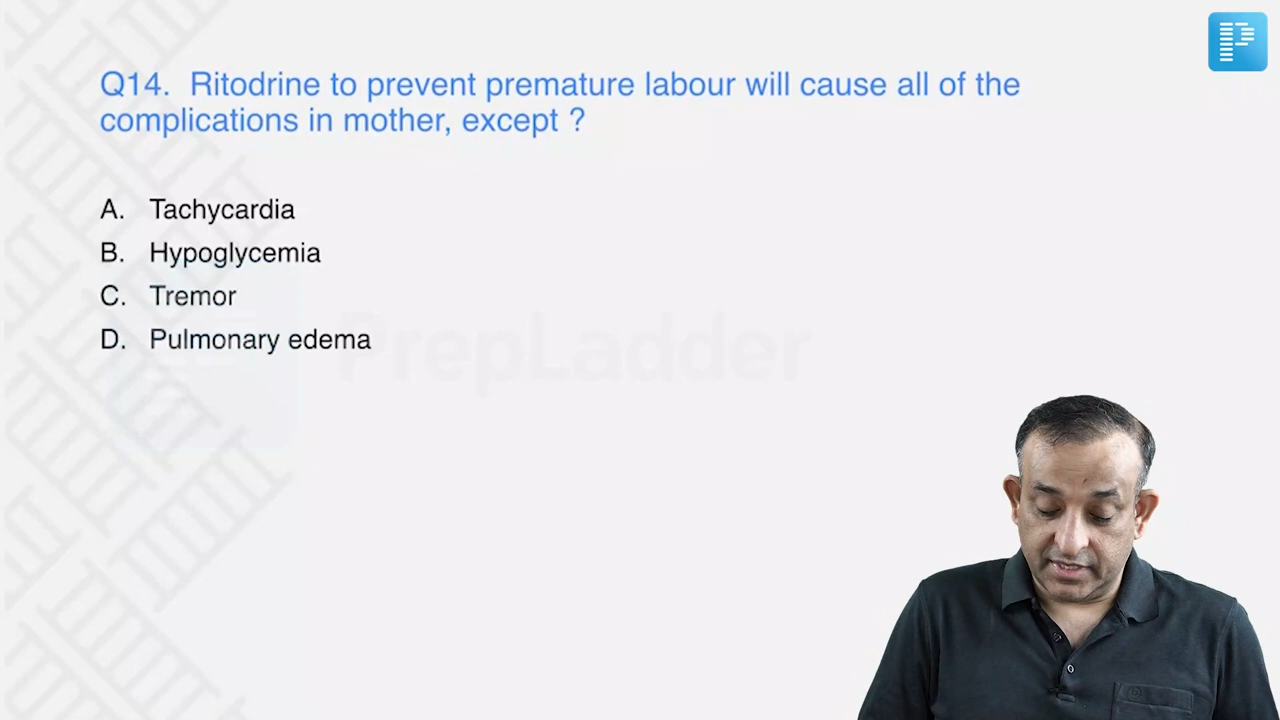 Q14. Ritodrine to prevent premature labour will cause all of the
complications in mother, except ?
A. Tachycardia
B. Hypoglycemia
C. Tremor
D. Pulmonary edema
PrepLadder